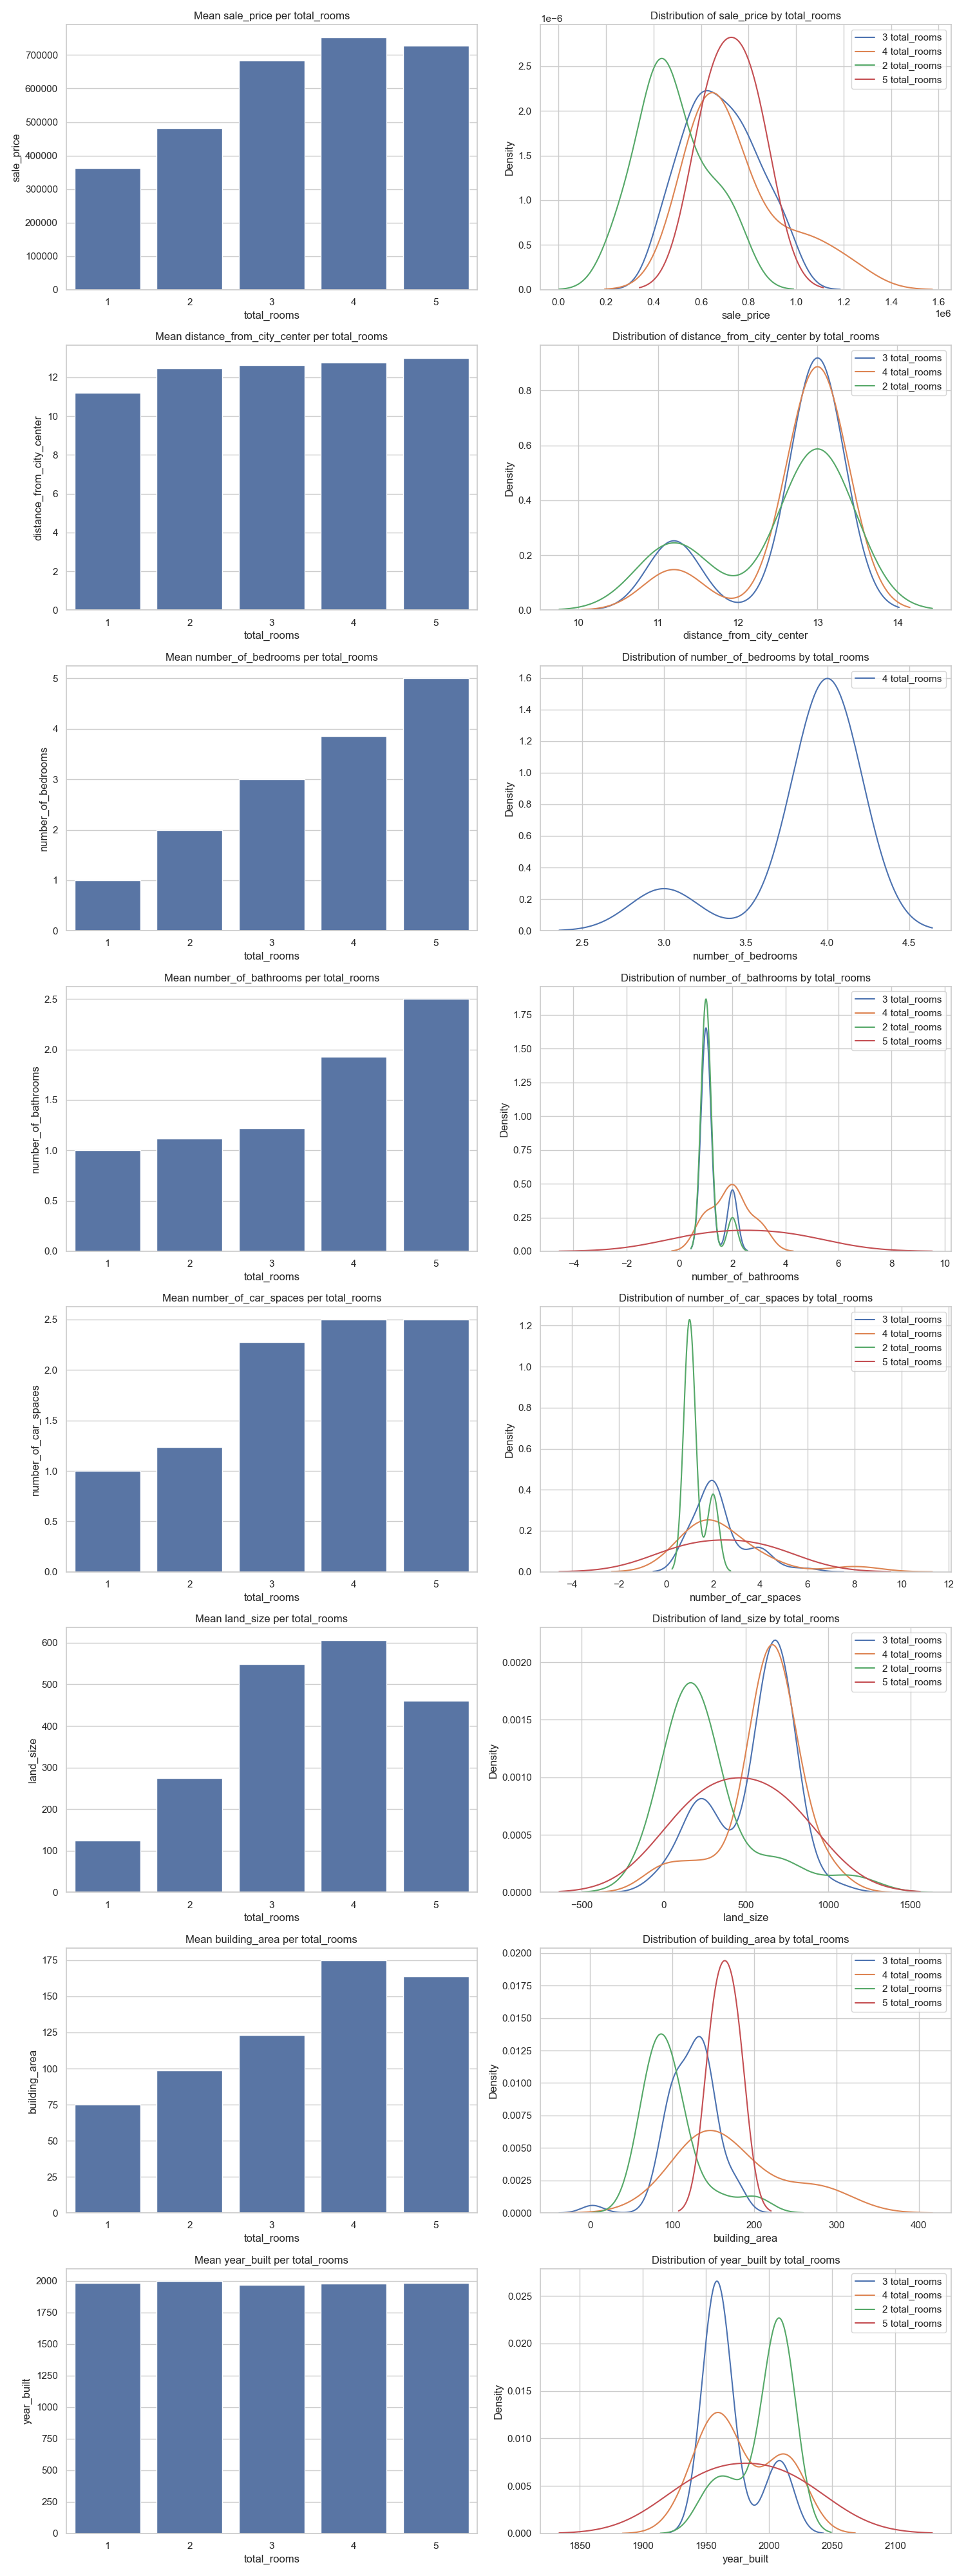 Mean sale_price per total_rooms
sale_price
700000
600000
500000
400000
300000
200000
100000
0
1 2 3 4 5
total_rooms
Distribution of sale_price by total_rooms
1e−6
3 total_rooms
4 total_rooms
2 total_rooms
5 total_rooms
Density
2.5
2.0
1.5
1.0
0.5
0.0
0.0 0.2 0.4 0.6 0.8 1.0 1.2 1.4 1.6
1e6
sale_price
Mean distance_from_city_center per total_rooms
distance_from_city_center
12
10
8
6
4
2
0
1 2 3 4 5
total_rooms
Distribution of distance_from_city_center by total_rooms
3 total_rooms
4 total_rooms
2 total_rooms
Density
0.8
0.6
0.4
0.2
0.0
10 11 12 13 14
distance_from_city_center
Mean number_of_bedrooms per total_rooms
number_of_bedrooms
5
4
3
2
1
0
1 2 3 4 5
total_rooms
Distribution of number_of_bedrooms by total_rooms
4 total_rooms
Density
1.6
1.4
1.2
1.0
0.8
0.6
0.4
0.2
0.0
2.5 3.0 3.5 4.0 4.5
number_of_bedrooms
Mean number_of_bathrooms per total_rooms
number_of_bathrooms
2.5
2.0
1.5
1.0
0.5
0.0
1 2 3 4 5
total_rooms
Distribution of number_of_bathrooms by total_rooms
3 total_rooms
4 total_rooms
2 total_rooms
5 total_rooms
Density
1.75
1.50
1.25
1.00
0.75
0.50
0.25
0.00
−4 −2 0 2 4 6 8 10
number_of_bathrooms
Mean number_of_car_spaces per total_rooms
number_of_car_spaces
2.5
2.0
1.5
1.0
0.5
0.0
1 2 3 4 5
total_rooms
Distribution of number_of_car_spaces by total_rooms
3 total_rooms
4 total_rooms
2 total_rooms
5 total_rooms
Density
1.2
1.0
0.8
0.6
0.4
0.2
0.0
−4 −2 0 2 4 6 8 10 12
number_of_car_spaces
Mean land_size per total_rooms
land_size
600
500
400
300
200
100
0
1 2 3 4 5
total_rooms
Distribution of land_size by total_rooms
3 total_rooms
4 total_rooms
2 total_rooms
5 total_rooms
Density
0.0020
0.0015
0.0010
0.0005
0.0000
−500 0 500 1000 1500
land_size
Mean building_area per total_rooms
building_area
175
150
125
100
75
50
25
0
1 2 3 4 5
total_rooms
Distribution of building_area by total_rooms
3 total_rooms
4 total_rooms
2 total_rooms
5 total_rooms
Density
0.0200
0.0175
0.0150
0.0125
0.0100
0.0075
0.0050
0.0025
0.0000
0 100 200 300 400
building_area
Mean year_built per total_rooms
year_built
2000
1750
1500
1250
1000
750
500
250
0
1 2 3 4 5
total_rooms
Distribution of year_built by total_rooms
3 total_rooms
4 total_rooms
2 total_rooms
5 total_rooms
Density
0.025
0.020
0.015
0.010
0.005
0.000
1850 1900 1950 2000 2050 2100
year_built